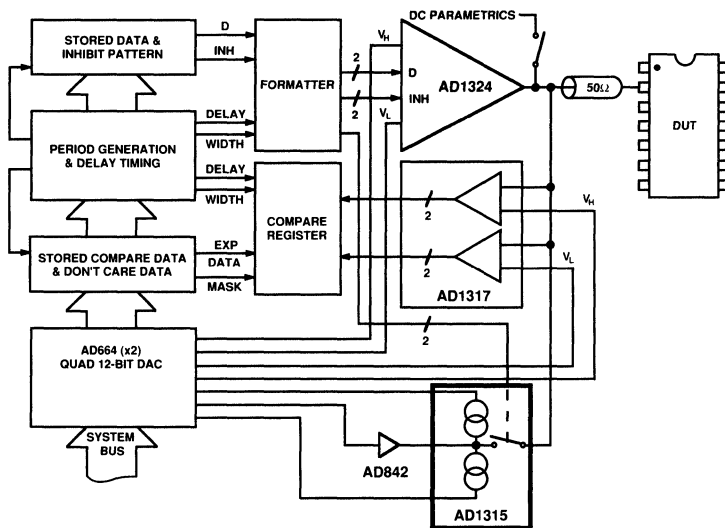 DC PARAMETRICS
STORED DATA &
INHIBIT PATTERN
D
INH
FORMATTER
V_H
2
D
2
INH
V_L
AD1324
50Ω
DUT
PERIOD GENERATION
& DELAY TIMING
DELAY
WIDTH
DELAY
WIDTH
COMPARE
REGISTER
2
2
V_H
V_L
AD1317
STORED COMPARE DATA
& DON'T CARE DATA
EXP
DATA
MASK
2
AD664 (x2)
QUAD 12-BIT DAC
SYSTEM
BUS
AD842
AD1315